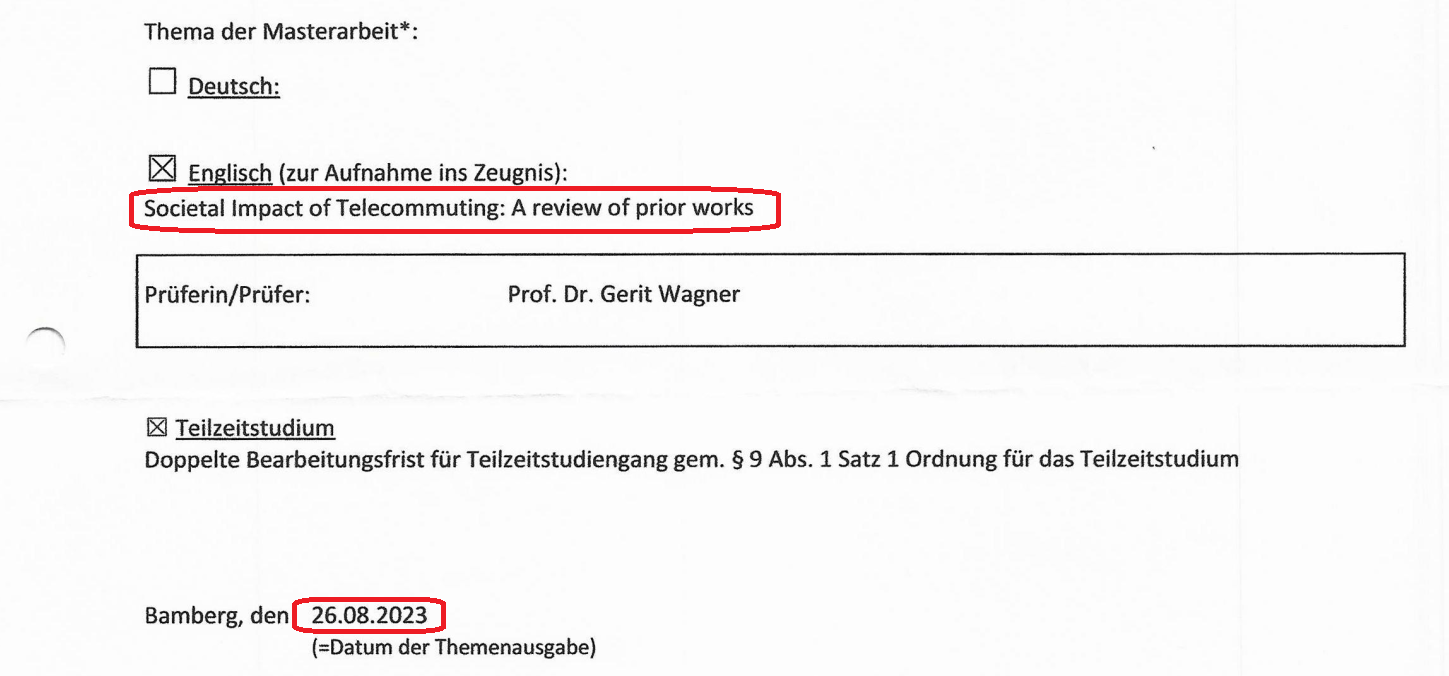 Thema der Masterarbeit*:
☐ Deutsch:
☒ Englisch (zur Aufnahme ins Zeugnis):
Societal Impact of Telecommuting: A review of prior works
Prüferin/Prüfer: Prof. Dr. Gerit Wagner
☒ Teilzeitstudium
Doppelte Bearbeitungsfrist für Teilzeitstudiengang gem. § 9 Abs. 1 Satz 1 Ordnung für das Teilzeitstudium
Bamberg, den 26.08.2023
(=Datum der Themenausgabe)